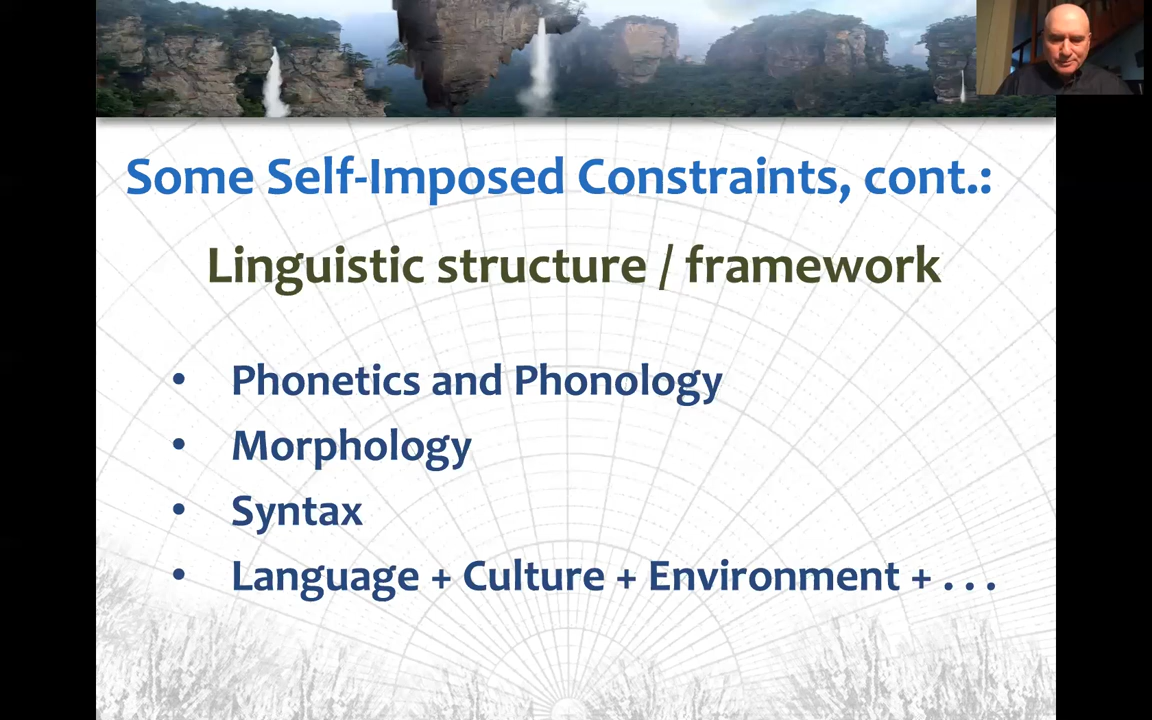 Some Self-Imposed Constraints, cont.:
Linguistic structure / framework
• Phonetics and Phonology
• Morphology
• Syntax
• Language + Culture + Environment + . . .